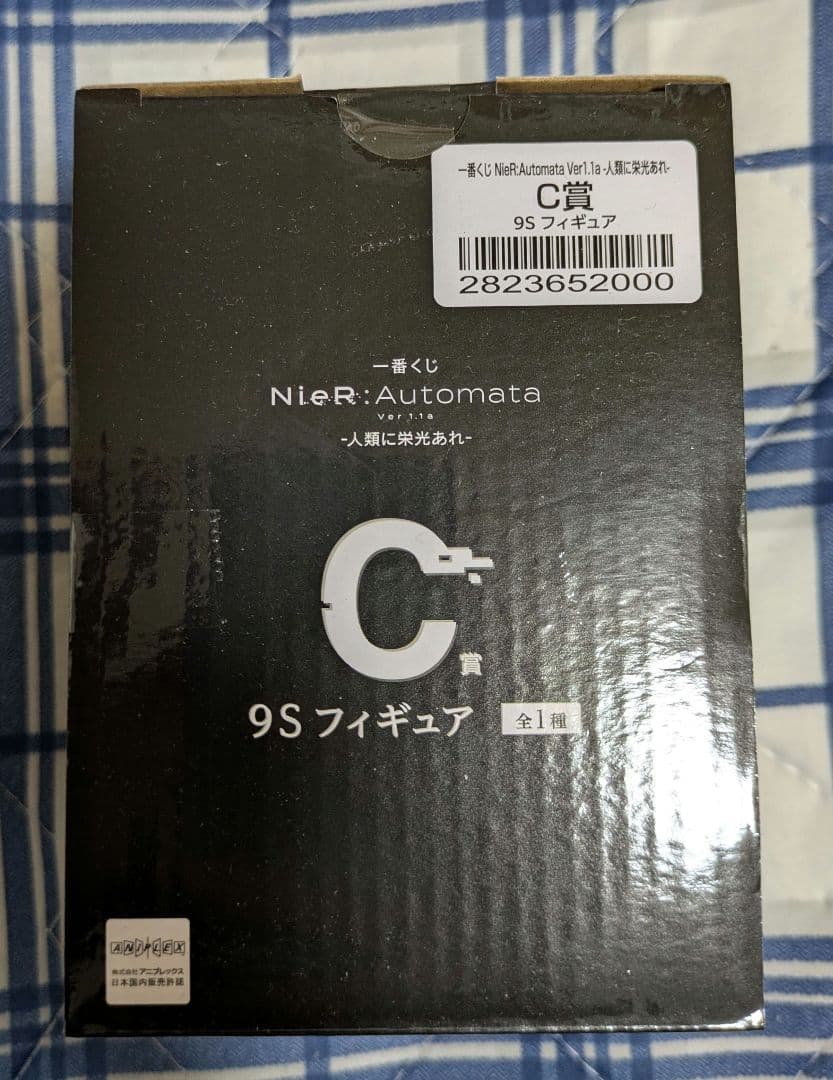 一番くじ NieR:Automata Ver1.1a -人類に栄光あれ-
C賞
9S フィギュア
2823652000
一番くじ
NieR:Automata
Ver 1.1a
-人類に栄光あれ-
C賞
9S フィギュア 全1種
ANIPLEX
株式会社アニプレックス
日本国内販売許諾